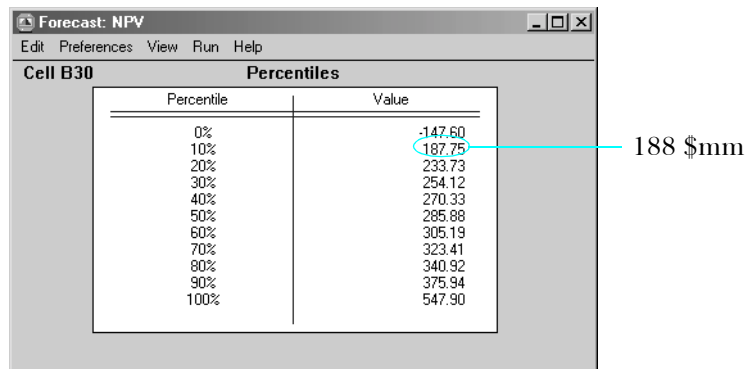 Forecast: NPV
Edit Preferences View Run Help
Cell B30 Percentiles
Percentile Value
0% -147.60
10% 187.75
20% 233.73
30% 254.12
40% 270.33
50% 285.88
60% 305.19
70% 323.41
80% 340.92
90% 375.94
100% 547.90
188 $mm